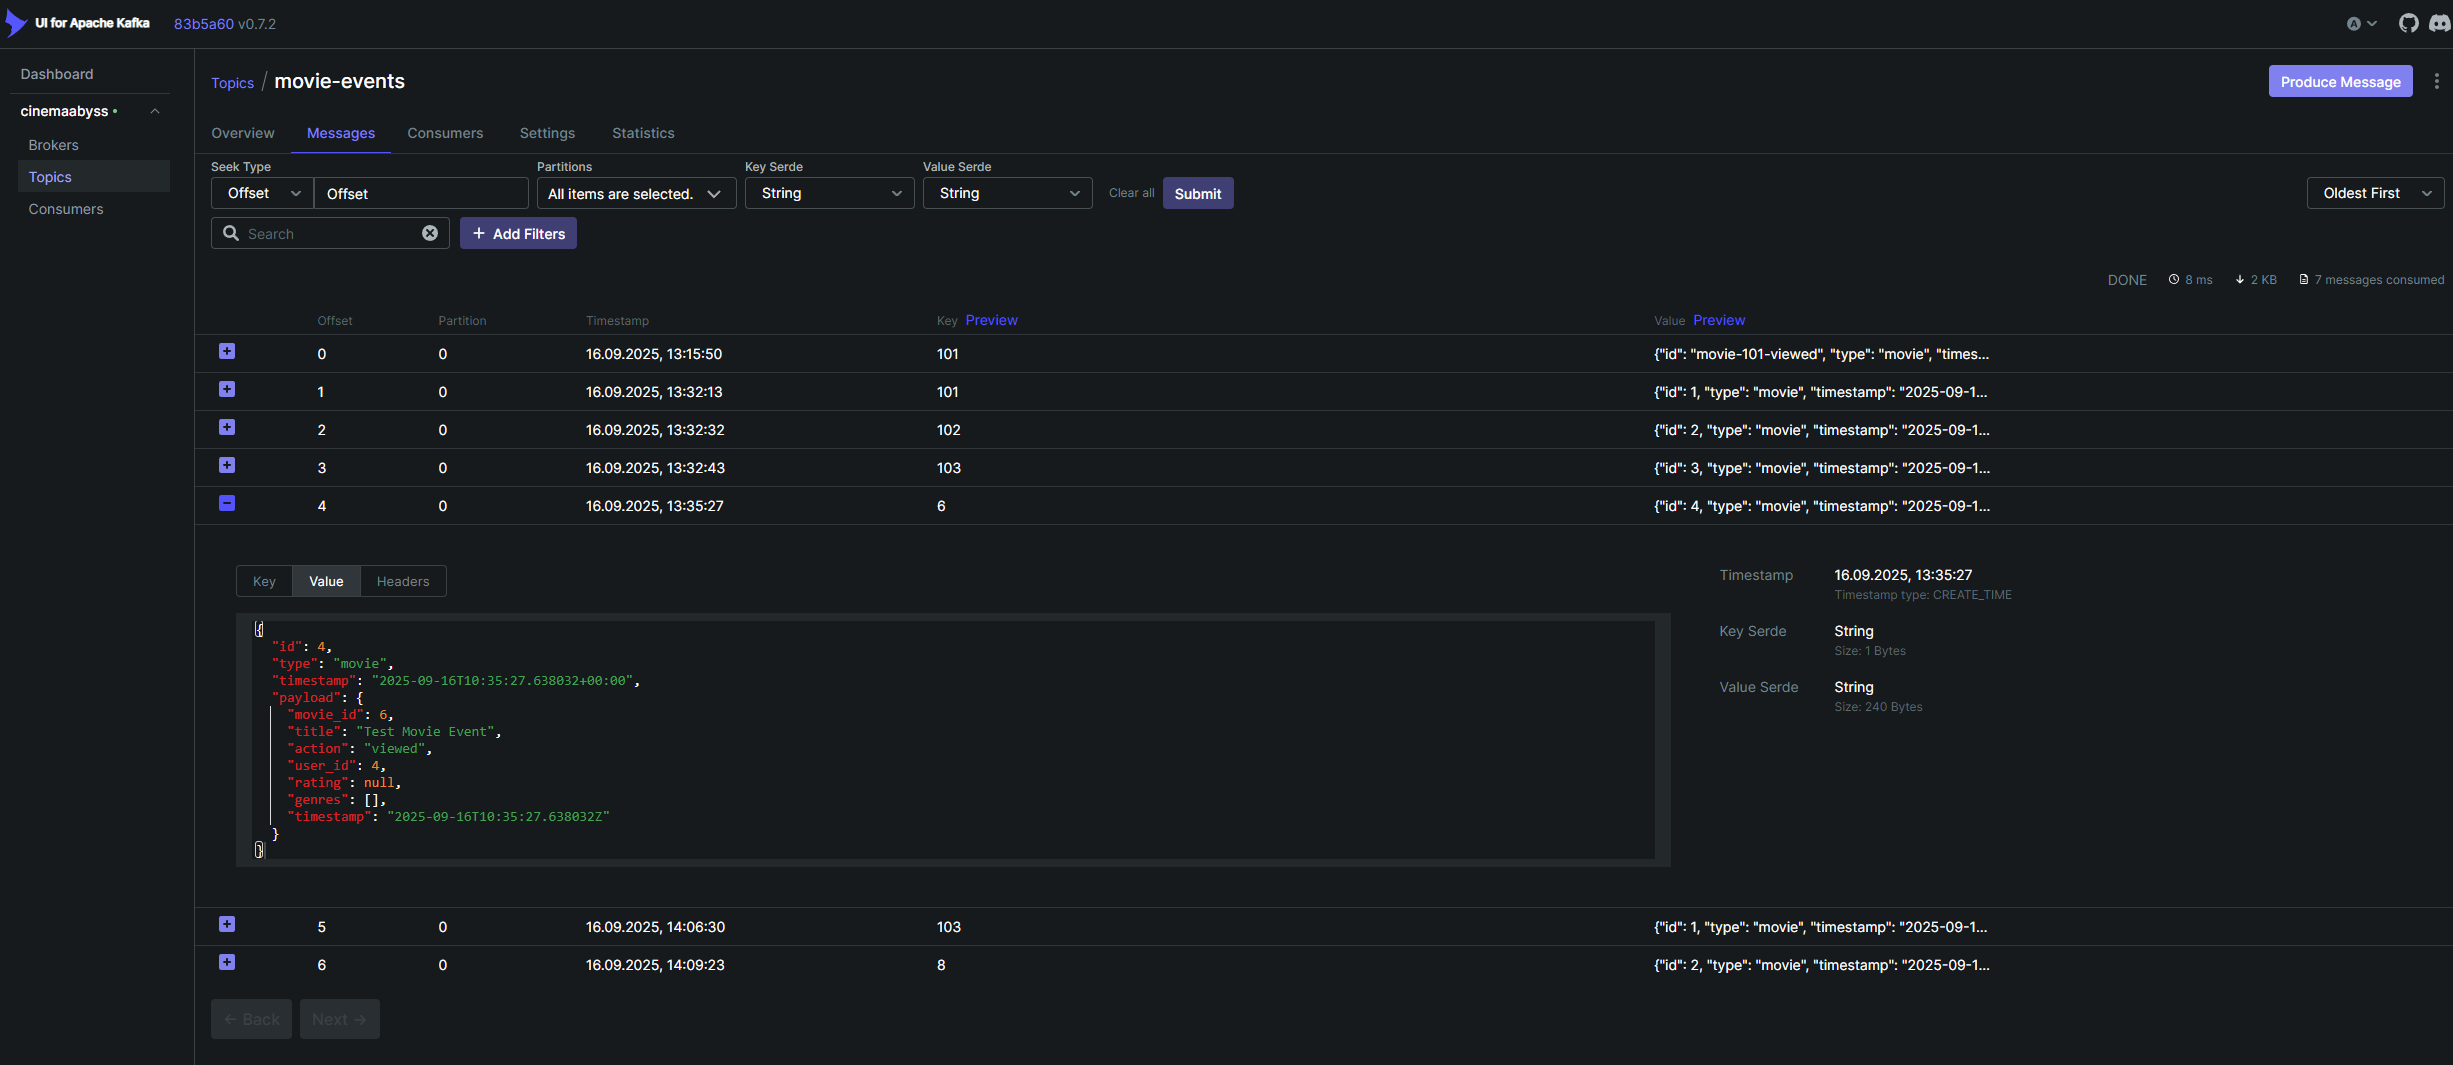 UI for Apache Kafka 83b5a60 v0.7.2
A
Dashboard
cinemaabyss
Brokers
Topics
Consumers
Topics / movie-events
Produce Message
Overview Messages Consumers Settings Statistics
Seek Type Partitions Key Serde Value Serde
Offset Offset All items are selected. String String Clear all Submit Oldest First
Search Add Filters
DONE 8 ms 2 KB 7 messages consumed
Offset Partition Timestamp Key Preview Value Preview
0 0 16.09.2025, 13:15:50 101 {"id": "movie-101-viewed", "type": "movie", "times...
1 0 16.09.2025, 13:32:13 101 {"id": 1, "type": "movie", "timestamp": "2025-09-1...
2 0 16.09.2025, 13:32:32 102 {"id": 2, "type": "movie", "timestamp": "2025-09-1...
3 0 16.09.2025, 13:32:43 103 {"id": 3, "type": "movie", "timestamp": "2025-09-1...
4 0 16.09.2025, 13:35:27 6 {"id": 4, "type": "movie", "timestamp": "2025-09-1...
Key Value Headers
{
"id": 4,
"type": "movie",
"timestamp": "2025-09-16T10:35:27.638032+00:00",
"payload": {
"movie_id": 6,
"title": "Test Movie Event",
"action": "viewed",
"user_id": 4,
"rating": null,
"genres": [],
"timestamp": "2025-09-16T10:35:27.638032Z"
}
}
Timestamp 16.09.2025, 13:35:27
Timestamp type: CREATE_TIME
Key Serde String
Size: 1 Bytes
Value Serde String
Size: 240 Bytes
5 0 16.09.2025, 14:06:30 103 {"id": 1, "type": "movie", "timestamp": "2025-09-1...
6 0 16.09.2025, 14:09:23 8 {"id": 2, "type": "movie", "timestamp": "2025-09-1...
← Back Next →